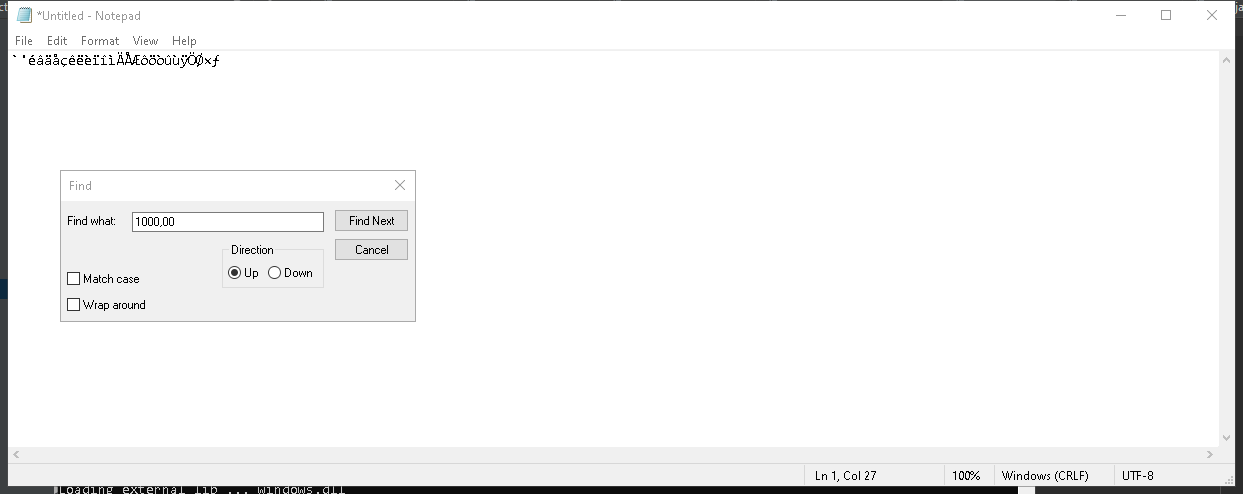 *Untitled - Notepad
File Edit Format View Help
`'éâäåçêëèïîìÄÅÆôöòûùÿÖØ×ƒ
Find
Find what: 1000,00 Find Next
Direction Cancel
Up Down
Match case
Wrap around
Ln 1, Col 27 100% Windows (CRLF) UTF-8
Loading external lib ... windows.dll